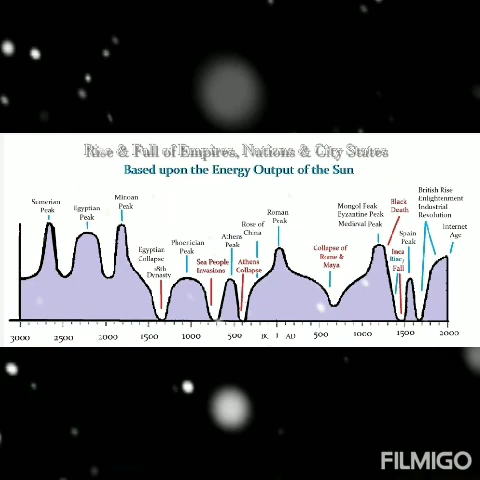 Rise & Fall of Empires, Nations & City States
Based upon the Energy Output of the Sun
Sumerian
Peak
Egyptian
Peak
Minoan
Peak
Egyptian
Collapse
18th
Dynasty
Phoenician
Peak
Sea People
Invasions
Athens
Peak
Athens
Collapse
Rose of
China
Roman
Peak
Collapse of
Rome &
Maya
Mongol Peak
Byzantine Peak
Medieval Peak
Black
Death
Inca
Rise
Fall
Spain
Peak
British Rise
Enlightenment
Industrial
Revolution
Internet
Age
3000 2500 2000 1500 1000 500 BC 1 AD 500 1000 1500 2000
FILMIGO